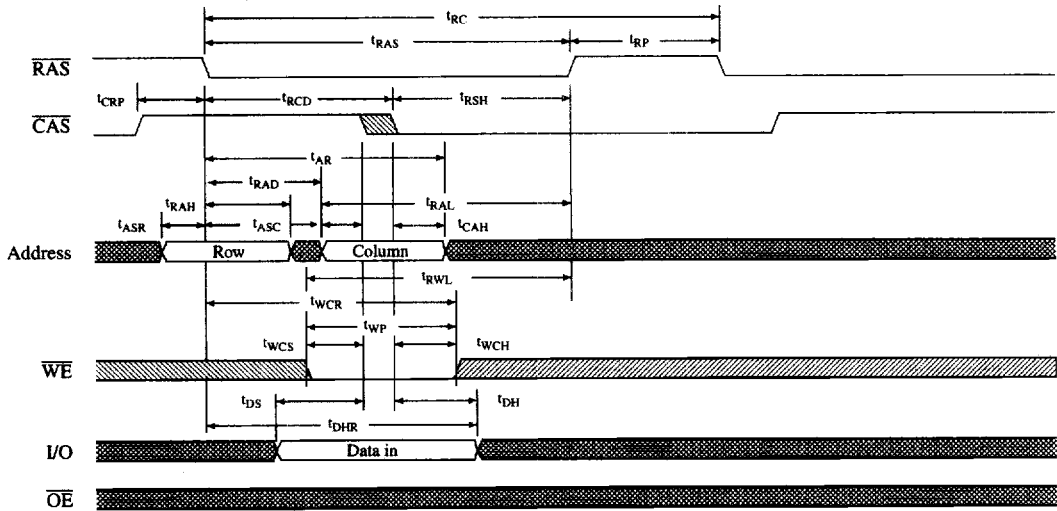 tRC
tRAS tRP
RAS
tCRP tRCD tRSH
CAS
tAR
tRAD
tRAH tRAL
tASR tASC tCAH
Address Row Column
tRWL
tWCR
tWP
tWCS tWCH
WE
tDS tDH
tDHR
I/O Data in
OE